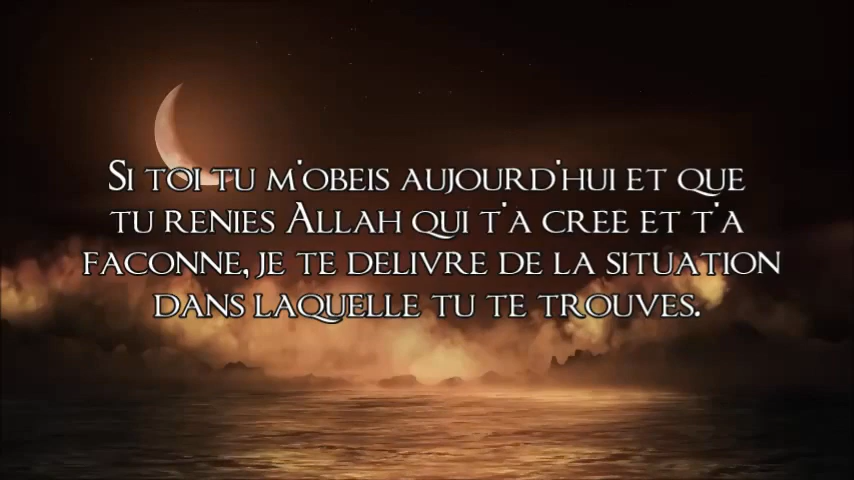 Si toi tu m'obeis aujourd'hui et que
tu renies Allah qui t'a cree et t'a
faconne, je te delivre de la situation
dans laquelle tu te trouves.